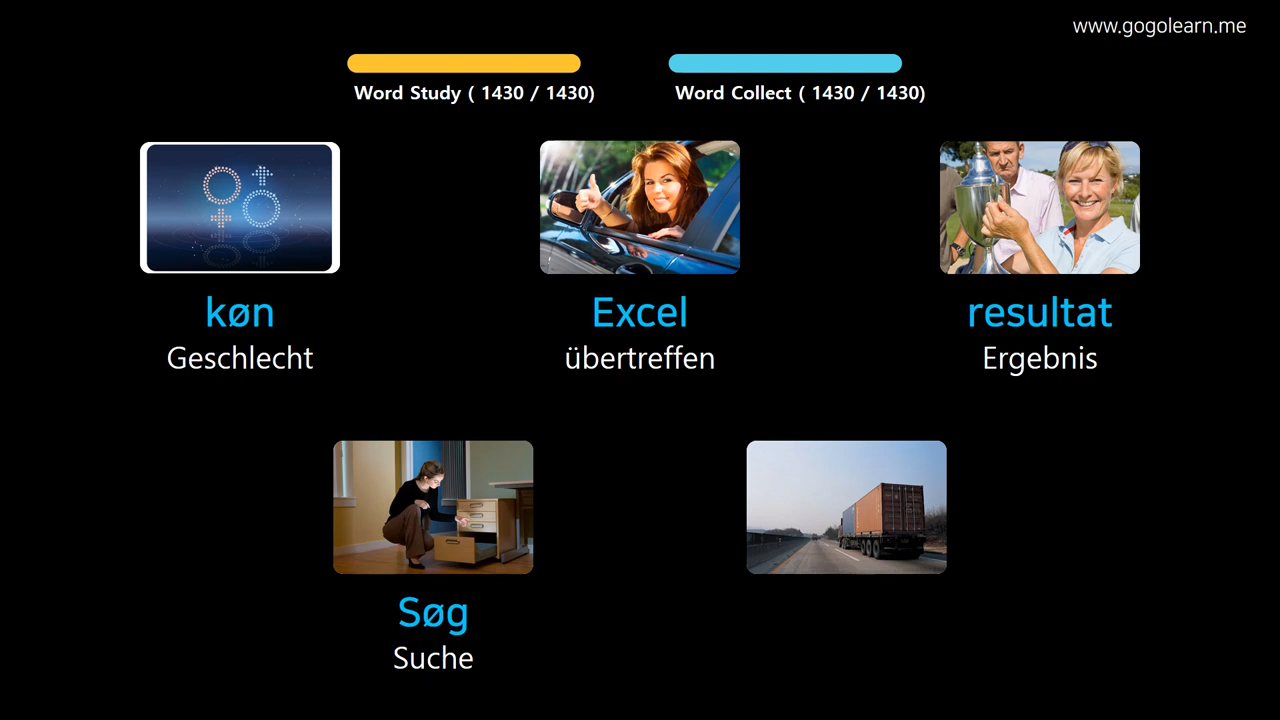 www.gogolearn.me
Word Study ( 1430 / 1430)
Word Collect ( 1430 / 1430)
køn
Geschlecht
Excel
übertreffen
resultat
Ergebnis
Søg
Suche